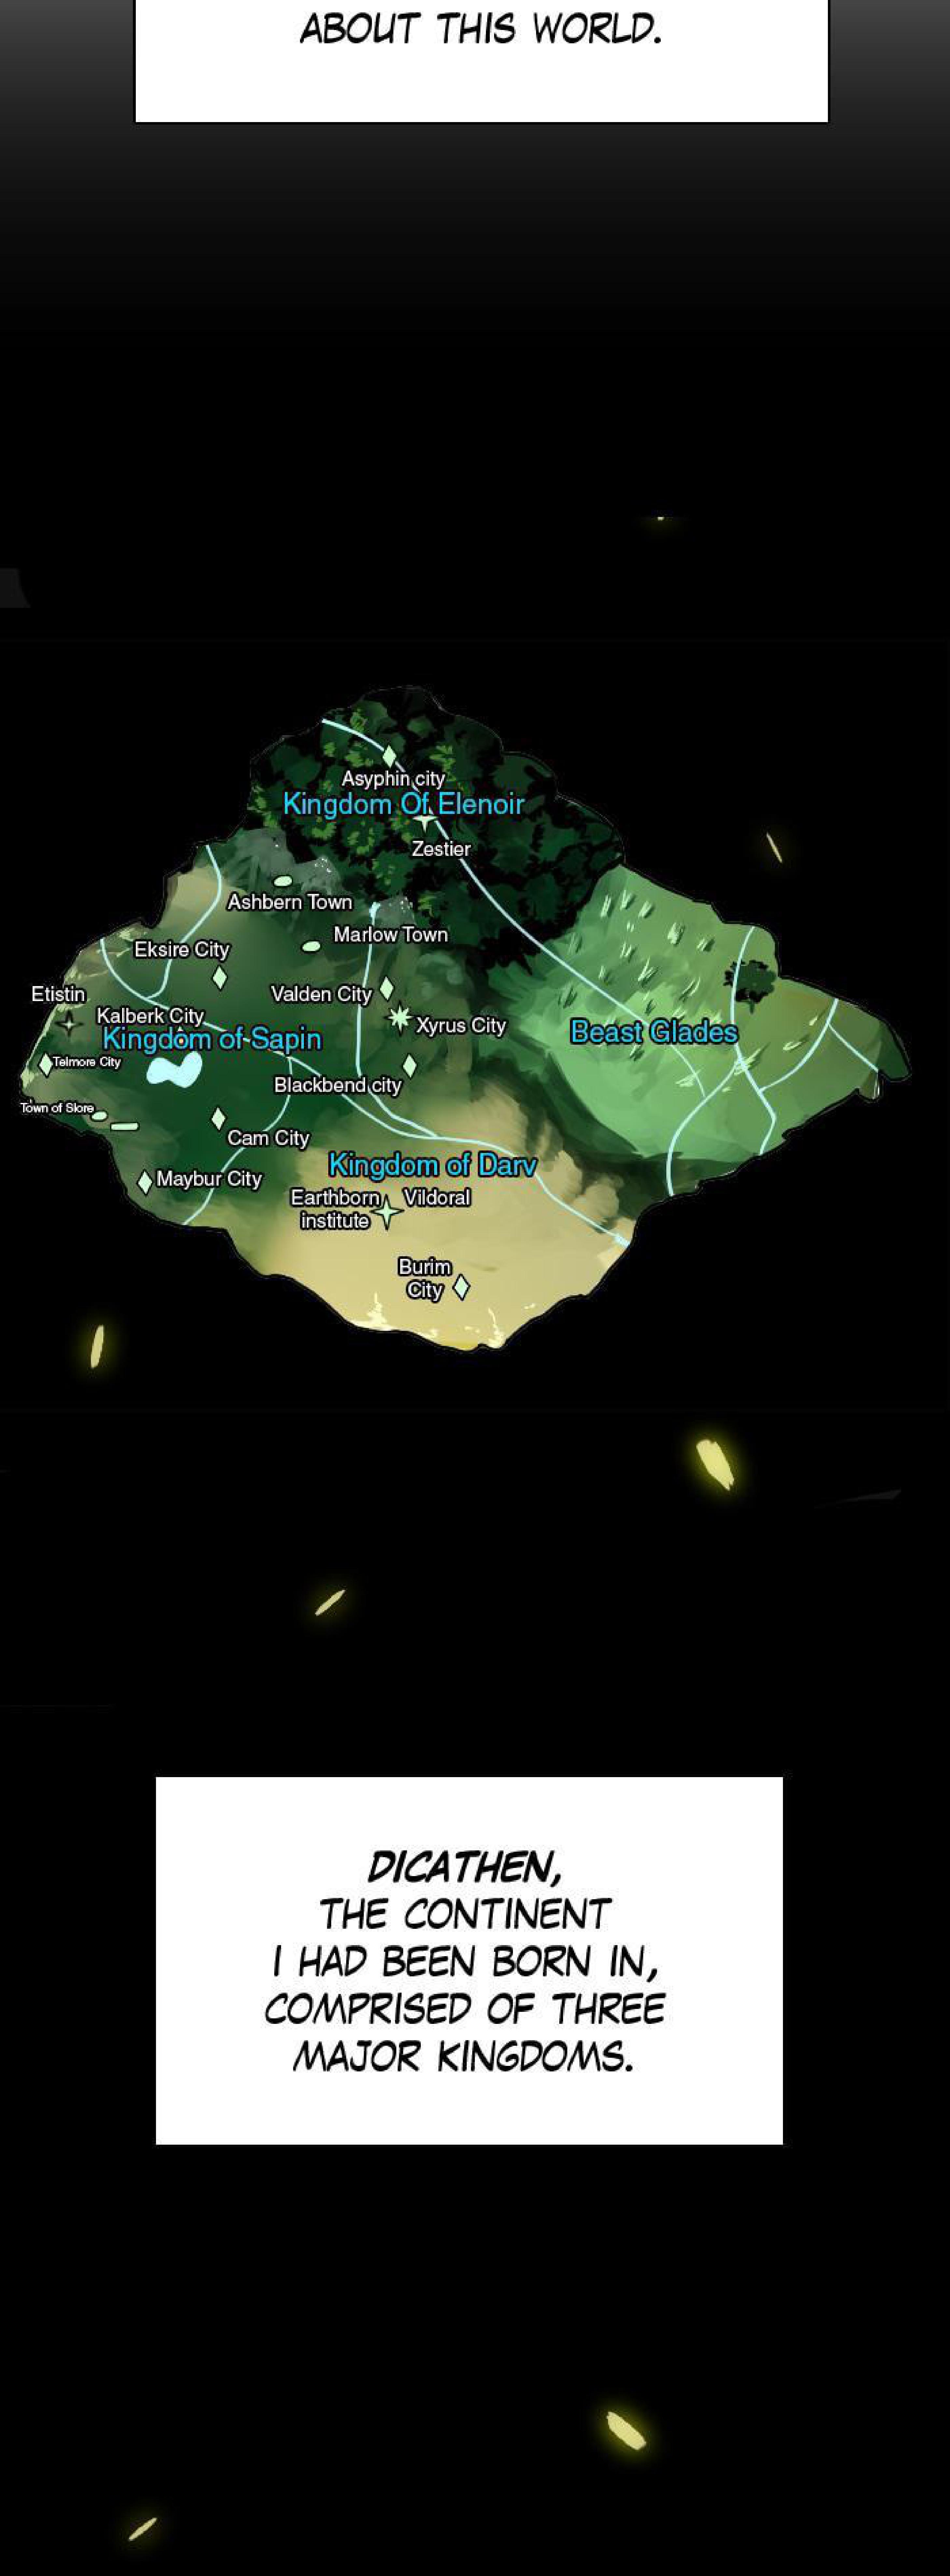 ABOUT THIS WORLD.
Asyphin city
Kingdom Of Elenoir
Zestier
Ashbern Town
Marlow Town
Eksire City
Etistin
Valden City
Kalberk City
Xyrus City
Kingdom of Sapin
Beast Glades
Telmore City
Blackbend city
Town of Slore
Cam City
Kingdom of Darv
Maybur City
Earthborn
institute
Vildoral
Burim
City
DICATHEN,
THE CONTINENT
I HAD BEEN BORN IN,
COMPRISED OF THREE
MAJOR KINGDOMS.